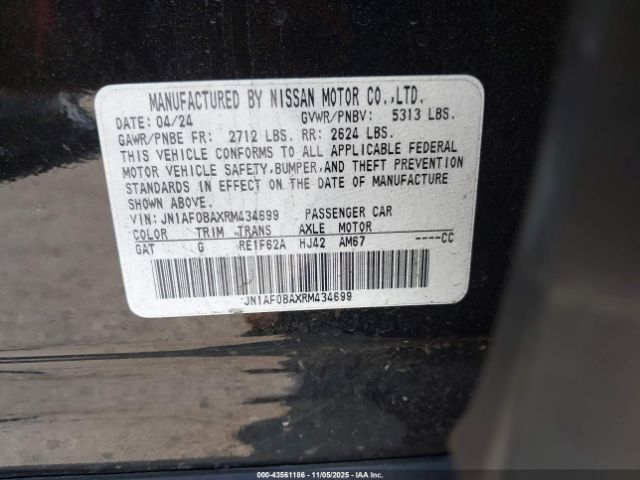 MANUFACTURED BY NISSAN MOTOR CO.,LTD.
DATE: 04/24 GVWR/PNBV: 5313 LBS.
GAWR/PNBE FR: 2712 LBS. RR: 2624 LBS.
THIS VEHICLE CONFORMS TO ALL APPLICABLE FEDERAL
MOTOR VEHICLE SAFETY,BUMPER,AND THEFT PREVENTION
STANDARDS IN EFFECT ON THE DATE OF MANUFACTURE
SHOWN ABOVE.
VIN: JN1AF0BAXRM434699 PASSENGER CAR
COLOR TRIM TRANS AXLE MOTOR
GAT G RE1F62A HJ42 AM67 ----CC
JN1AF0BAXRM434699
000-43561186 - 11/05/2025 - IAA Corp.